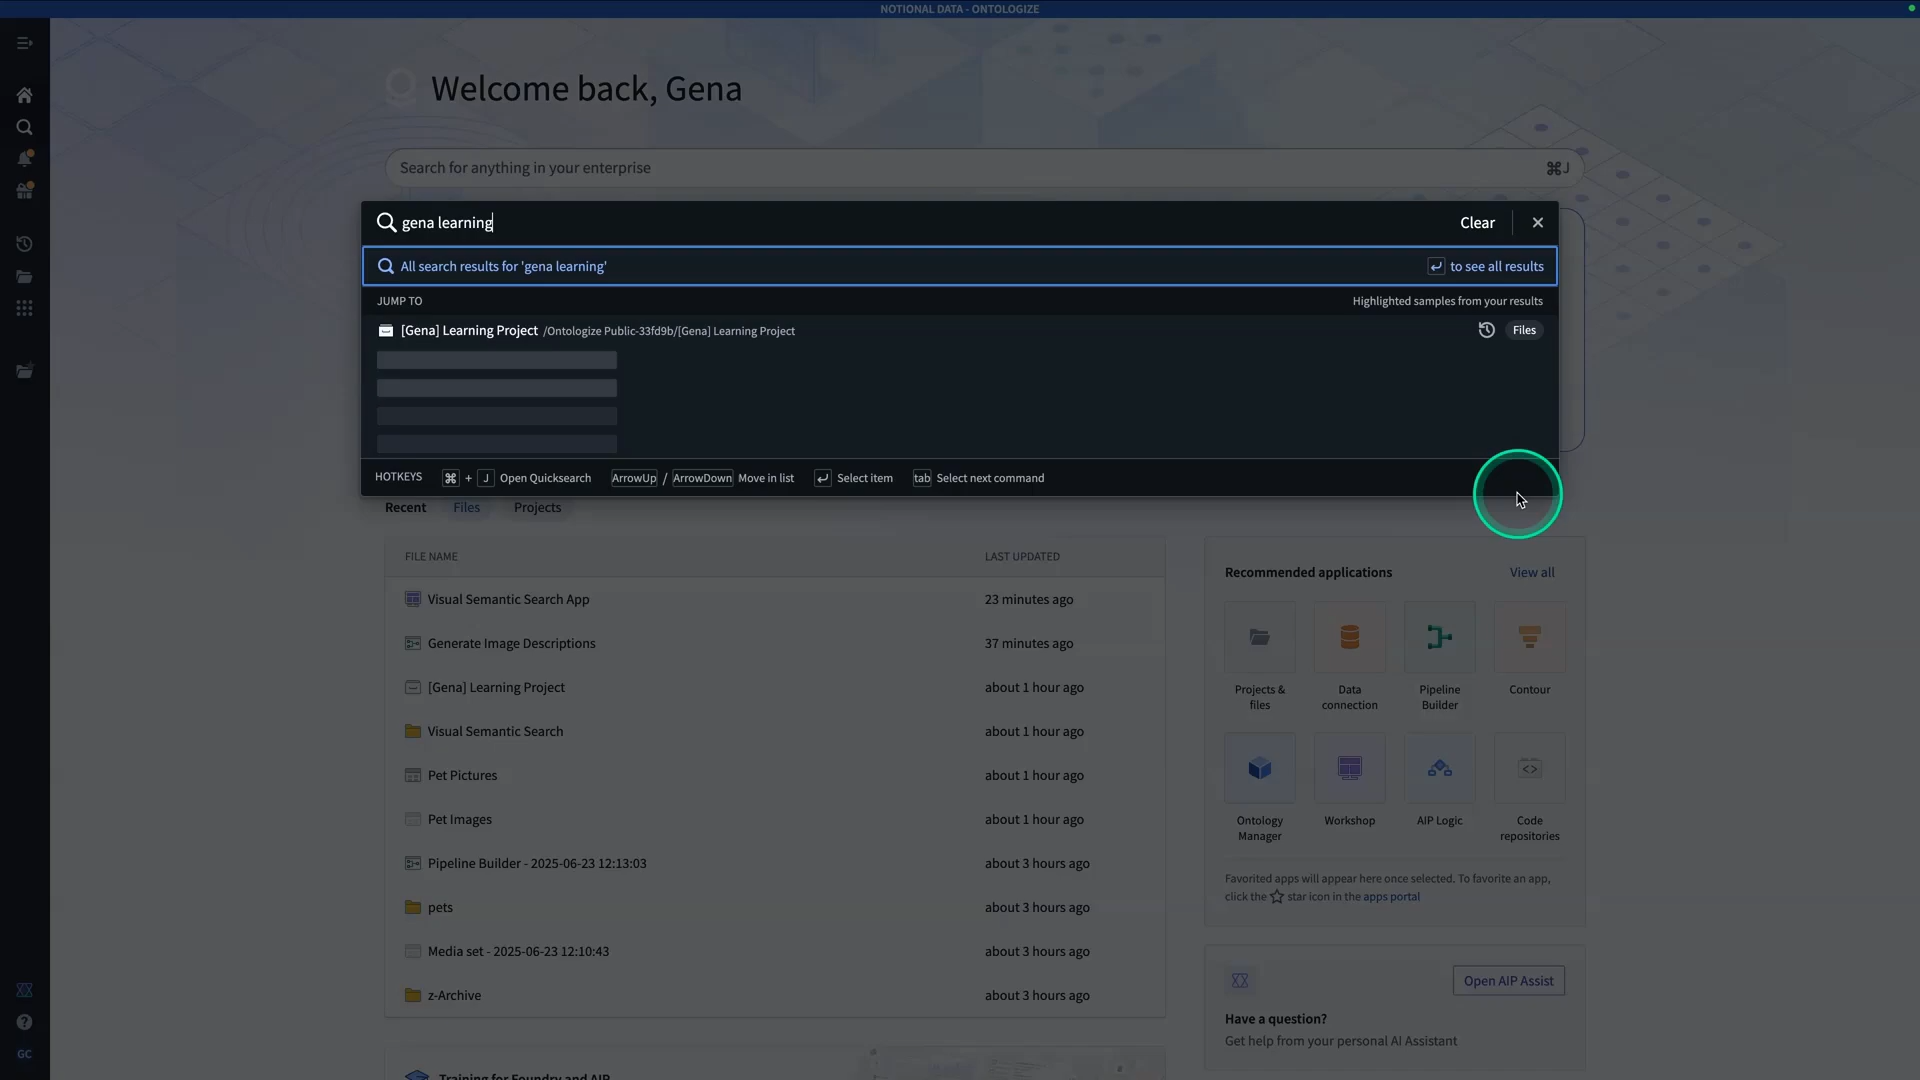 NOTIONAL DATA - ONTOLOGIZE
Welcome back, Gena
Search for anything in your enterprise ⌘J
gena learning Clear
All search results for 'gena learning' to see all results
JUMP TO Highlighted samples from your results
[Gena] Learning Project /Ontologize Public-33fd9b/[Gena] Learning Project Files
HOTKEYS ⌘ + J Open Quicksearch ArrowUp / ArrowDown Move in list Select item tab Select next command
Recent Files Projects
FILE NAME LAST UPDATED
Visual Semantic Search App 23 minutes ago
Generate Image Descriptions 37 minutes ago
[Gena] Learning Project about 1 hour ago
Visual Semantic Search about 1 hour ago
Pet Pictures about 1 hour ago
Pet Images about 1 hour ago
Pipeline Builder - 2025-06-23 12:13:03 about 3 hours ago
pets about 3 hours ago
Media set - 2025-06-23 12:10:43 about 3 hours ago
z-Archive about 3 hours ago
Training for Foundry and AIP
Recommended applications View all
Projects & files
Data connection
Pipeline Builder
Contour
Ontology Manager
Workshop
AIP Logic
Code repositories
Favorited apps will appear here once selected. To favorite an app,
click the star icon in the apps portal
Open AIP Assist
Have a question?
Get help from your personal AI Assistant
GC